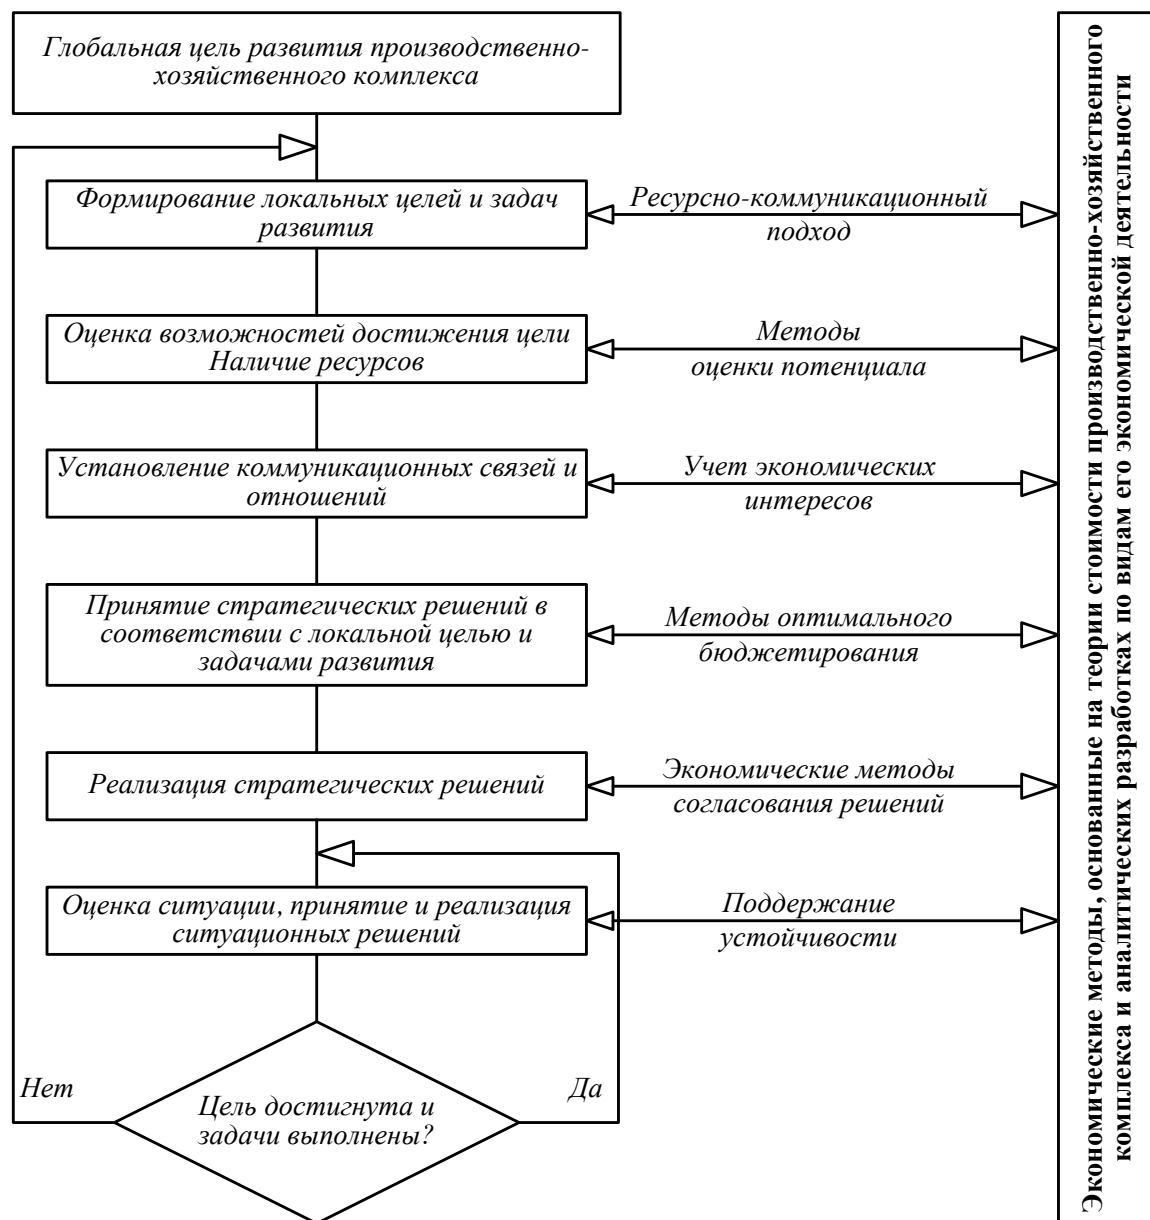 Глобальная цель развития производственно-
хозяйственного комплекса
Формирование локальных целей и задач
развития
Ресурсно-коммуникационный
подход
Оценка возможностей достижения цели
Наличие ресурсов
Методы
оценки потенциала
Установление коммуникационных связей и
отношений
Учет экономических
интересов
Принятие стратегических решений в
соответствии с локальной целью и
задачами развития
Методы оптимального
бюджетирования
Реализация стратегических решений
Экономические методы
согласования решений
Оценка ситуации, принятие и реализация
ситуационных решений
Поддержание
устойчивости
Нет
Да
Цель достигнута и
задачи выполнены?
Экономические методы, основанные на теории стоимости производственно-хозяйственного
комплекса и аналитических разработках по видам его экономической деятельности